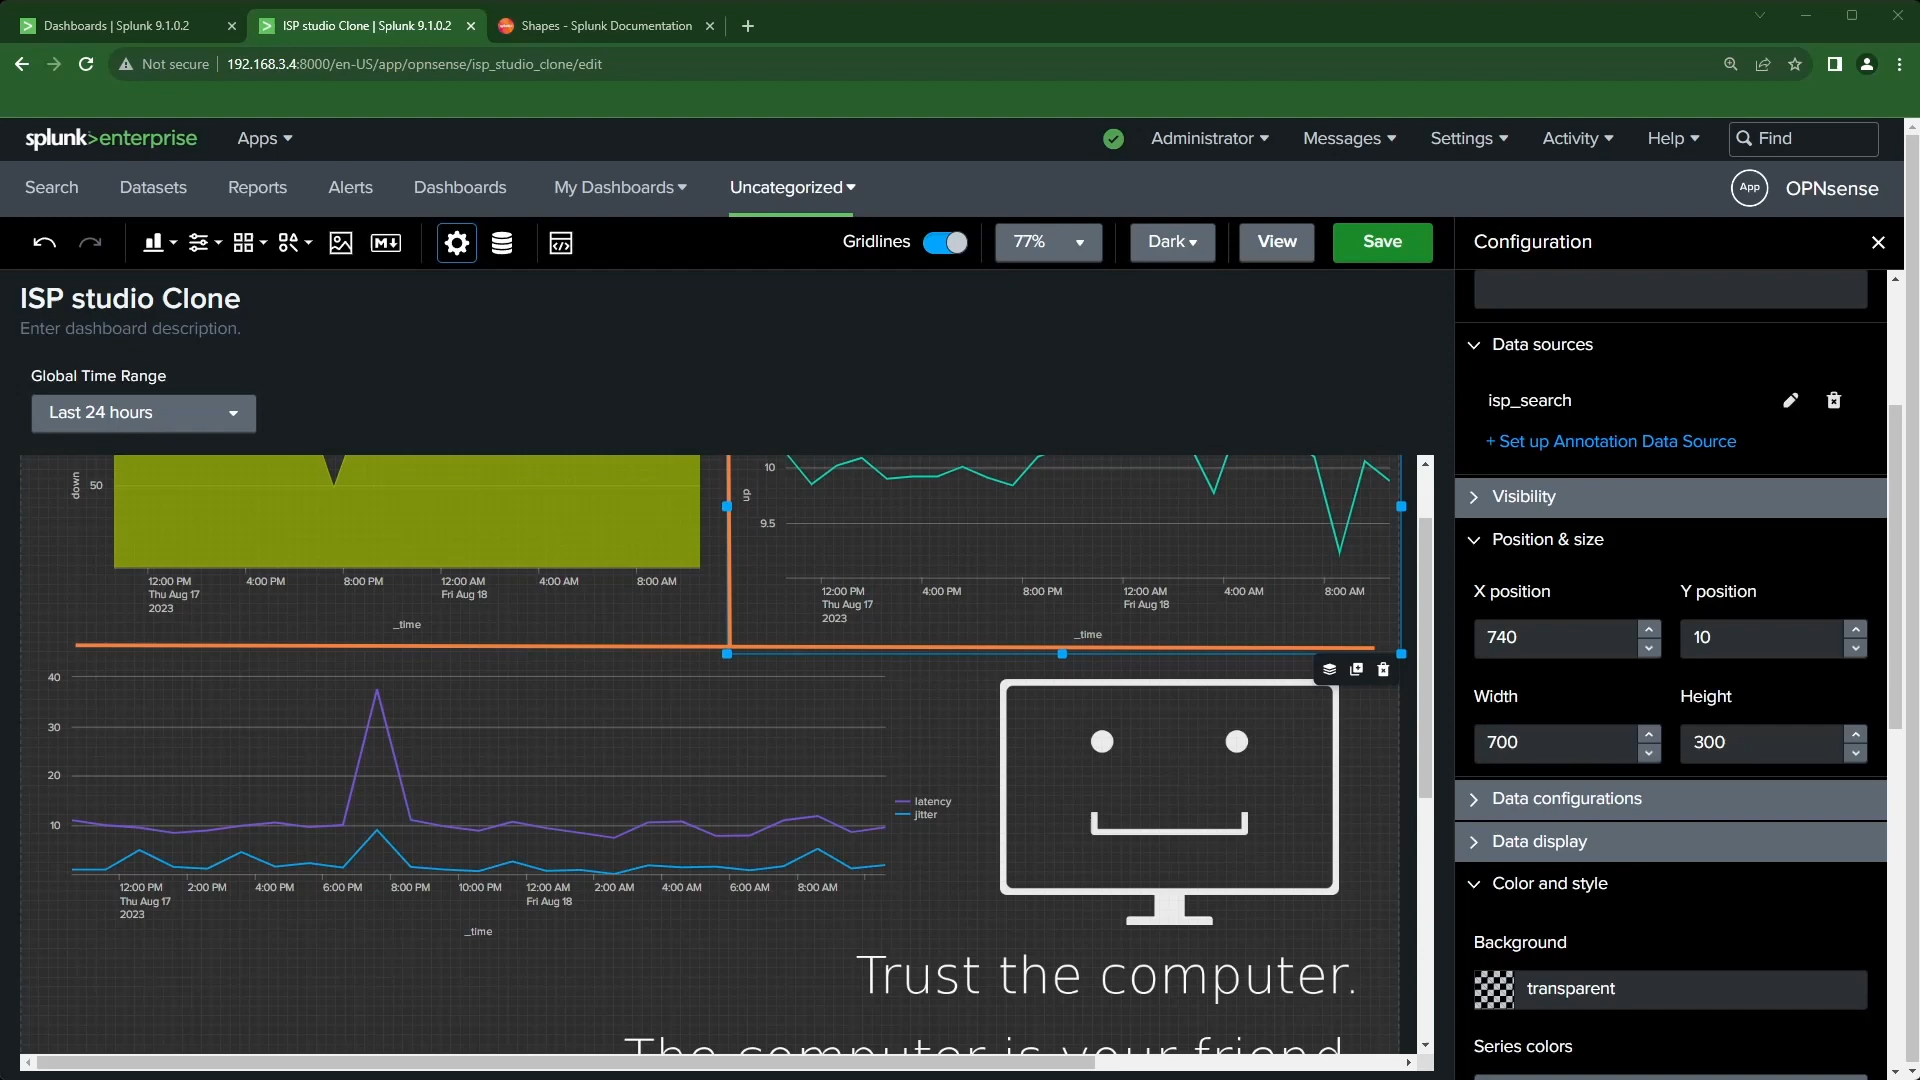 Dashboards | Splunk 9.1.0.2
ISP studio Clone | Splunk 9.1.0.2
Shapes - Splunk Documentation
Not secure
192.168.3.4:8000/en-US/app/opnsense/isp_studio_clone/edit
splunk>enterprise
Apps
Administrator
Messages
Settings
Activity
Help
Find
Search
Datasets
Reports
Alerts
Dashboards
My Dashboards
Uncategorized
App
OPNsense
Gridlines
77%
Dark
View
Save
Configuration
ISP studio Clone
Enter dashboard description.
Global Time Range
Last 24 hours
Data sources
isp_search
+ Set up Annotation Data Source
Visibility
Position & size
X position
Y position
740
10
Width
Height
700
300
Data configurations
Data display
Color and style
Background
transparent
Series colors
down
50
12:00 PM
Thu Aug 17
2023
4:00 PM
8:00 PM
12:00 AM
Fri Aug 18
4:00 AM
8:00 AM
_time
up
10
9.5
12:00 PM
Thu Aug 17
2023
4:00 PM
8:00 PM
12:00 AM
Fri Aug 18
4:00 AM
8:00 AM
_time
40
30
20
10
12:00 PM
Thu Aug 17
2023
2:00 PM
4:00 PM
6:00 PM
8:00 PM
10:00 PM
12:00 AM
Fri Aug 18
2:00 AM
4:00 AM
6:00 AM
8:00 AM
_time
latency
jitter
Trust the computer.
The computer is your friend